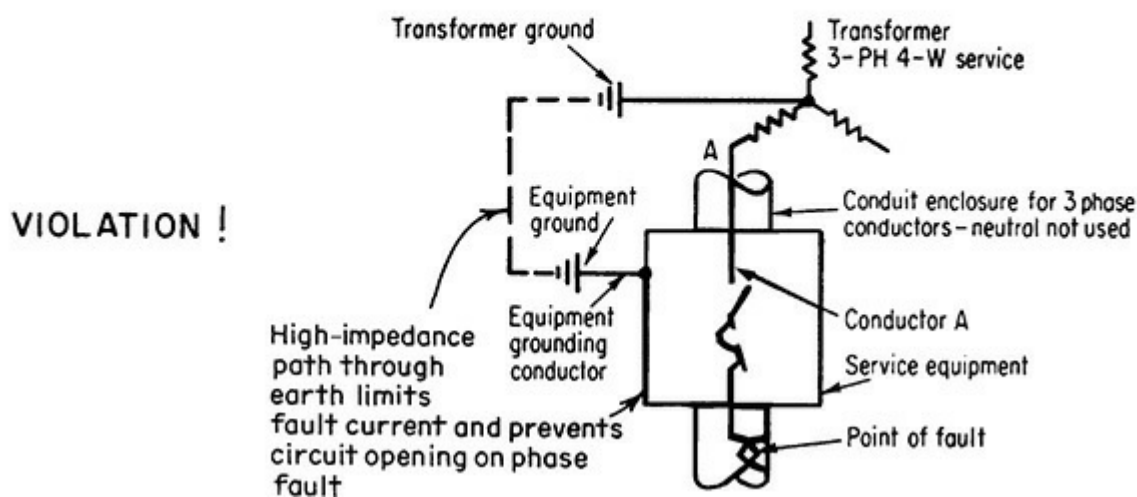 Transformer ground
Transformer
3-PH 4-W service
A
Equipment
ground
Conduit enclosure for 3 phase
conductors – neutral not used
VIOLATION !
High-impedance
path through
earth limits
fault current and prevents
circuit opening on phase
fault
Equipment
grounding
conductor
Conductor A
Service equipment
Point of fault